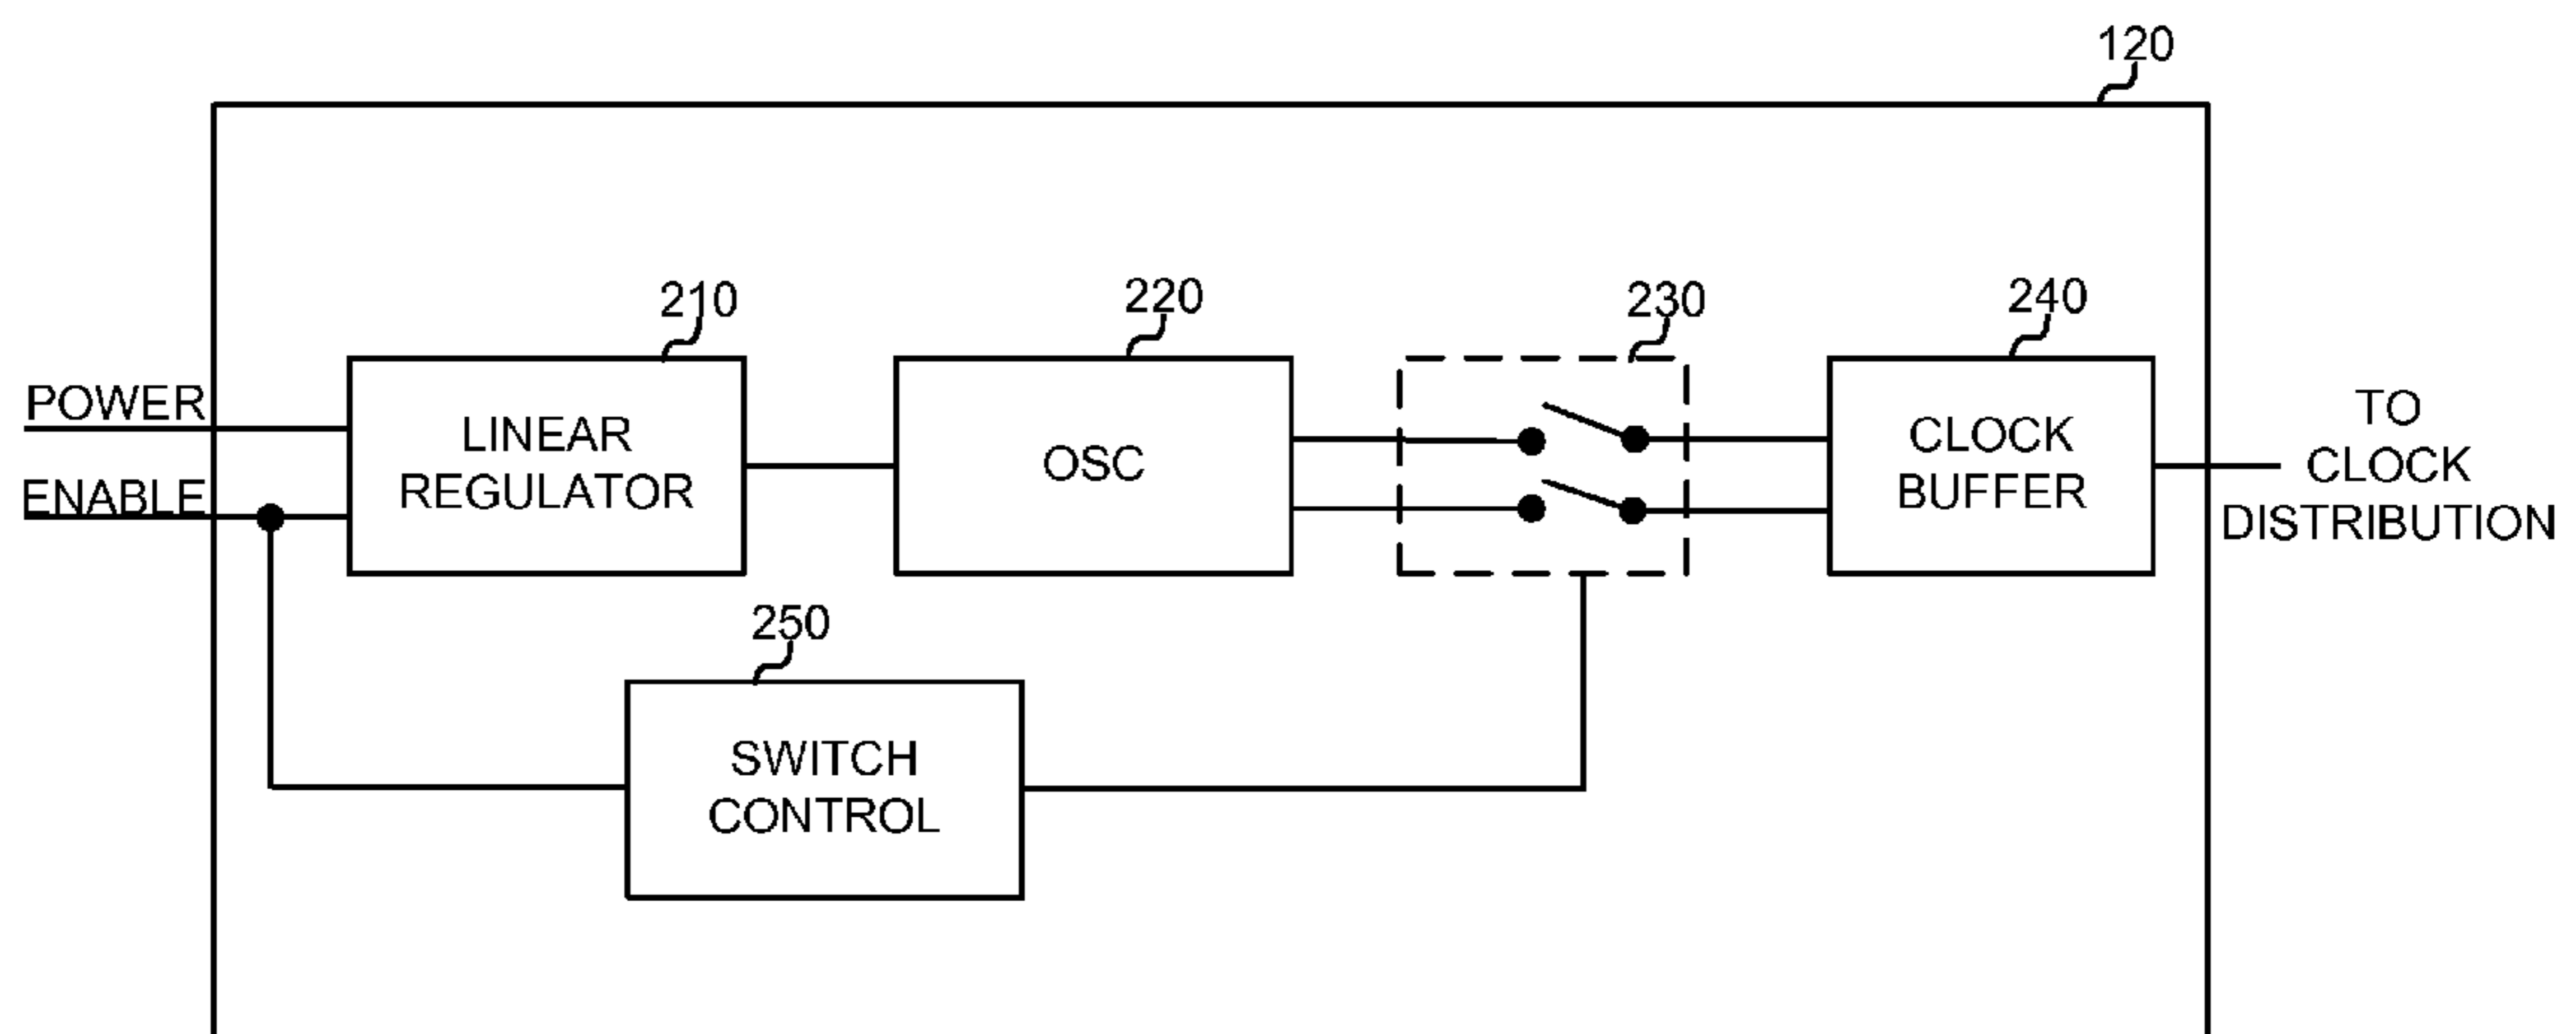 120
210
220
230
240
POWER
ENABLE
LINEAR
REGULATOR
OSC
CLOCK
BUFFER
TO
CLOCK
DISTRIBUTION
250
SWITCH
CONTROL